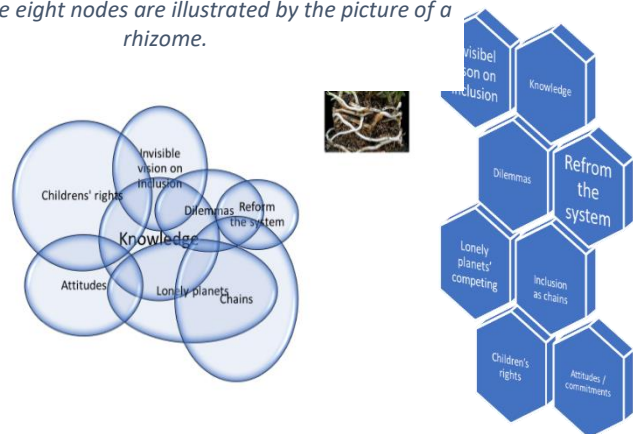 e eight nodes are illustrated by the picture of a
rhizome.
Invisible
vision on
inclusion
Childrens' rights
Dilemmas
Reform
the system
Knowledge
Attitudes
Lonely planets
Chains
visibel
on on
inclusion
Knowledge
Dilemmas
Refrom
the
system
Lonely
planets'
competing
Inclusion
as chains
Children's
rights
Attitudes /
commitments